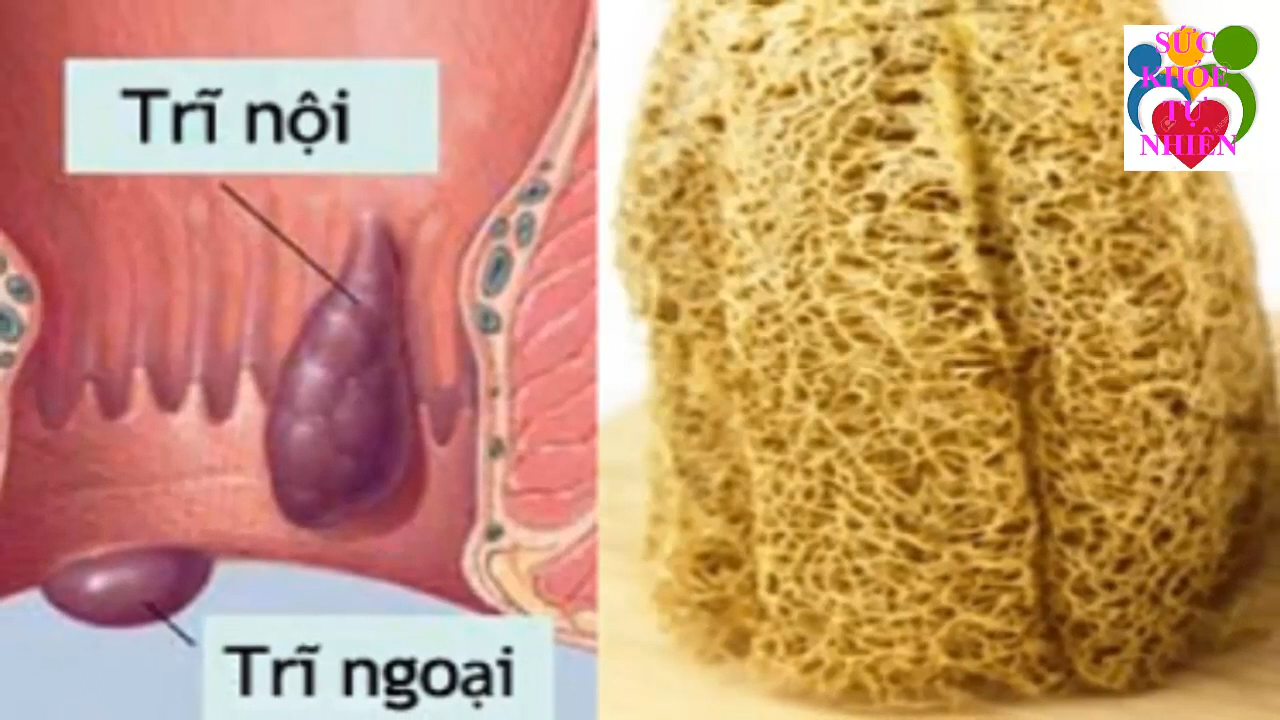 Trĩ nội
Trĩ ngoại
SỨC
KHỎE
TỰ
NHIÊN